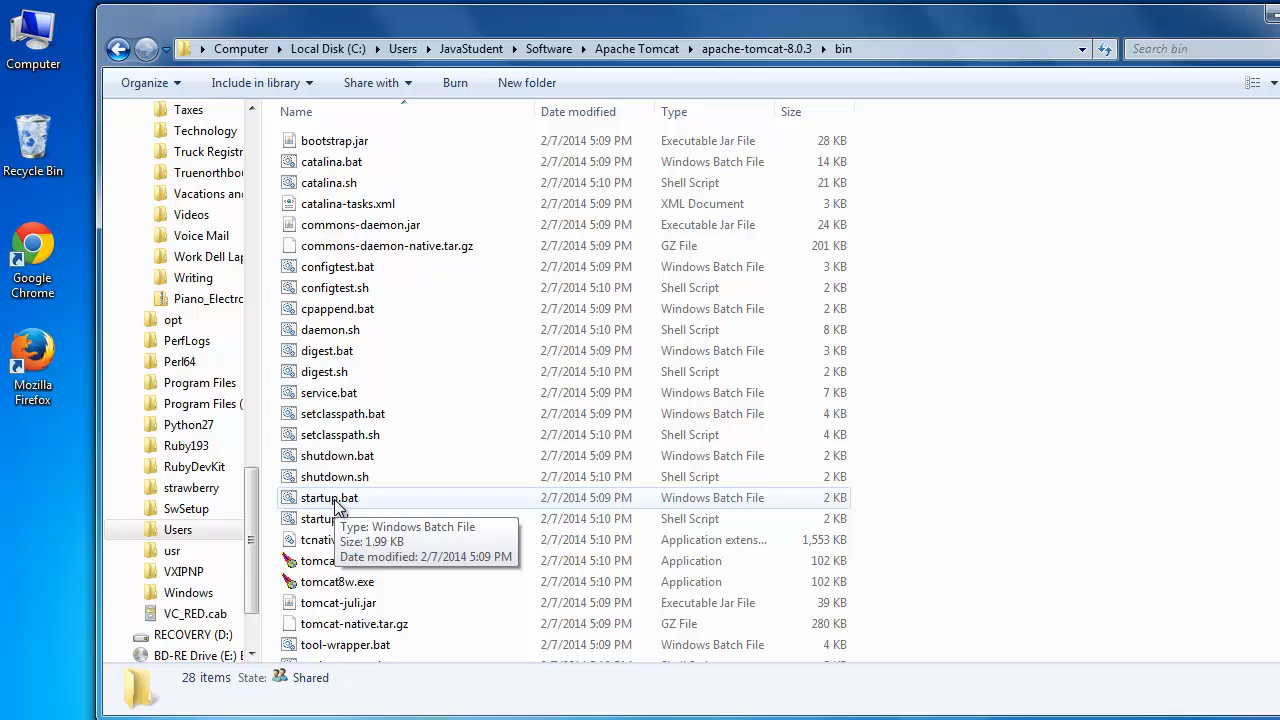 Computer
Recycle Bin
Google
Chrome
Mozilla
Firefox
Computer Local Disk (C:) Users JavaStudent Software Apache Tomcat apache-tomcat-8.0.3 bin
Search bin
Organize Include in library Share with Burn New folder
Taxes
Technology
Truck Registr
Truenorthbou
Vacations and
Videos
Voice Mail
Work Dell Lap
Writing
Piano_Electro
opt
PerfLogs
Perl64
Program Files
Program Files (
Python27
Ruby193
RubyDevKit
strawberry
SwSetup
Users
usr
VXIPNP
Windows
VC_RED.cab
RECOVERY (D:)
BD-RE Drive (E:) B
Name Date modified Type Size
bootstrap.jar 2/7/2014 5:09 PM Executable Jar File 28 KB
catalina.bat 2/7/2014 5:09 PM Windows Batch File 14 KB
catalina.sh 2/7/2014 5:10 PM Shell Script 21 KB
catalina-tasks.xml 2/7/2014 5:09 PM XML Document 3 KB
commons-daemon.jar 2/7/2014 5:09 PM Executable Jar File 24 KB
commons-daemon-native.tar.gz 2/7/2014 5:09 PM GZ File 201 KB
configtest.bat 2/7/2014 5:09 PM Windows Batch File 3 KB
configtest.sh 2/7/2014 5:10 PM Shell Script 2 KB
cpappend.bat 2/7/2014 5:09 PM Windows Batch File 2 KB
daemon.sh 2/7/2014 5:10 PM Shell Script 8 KB
digest.bat 2/7/2014 5:09 PM Windows Batch File 3 KB
digest.sh 2/7/2014 5:10 PM Shell Script 2 KB
service.bat 2/7/2014 5:09 PM Windows Batch File 7 KB
setclasspath.bat 2/7/2014 5:09 PM Windows Batch File 4 KB
setclasspath.sh 2/7/2014 5:10 PM Shell Script 4 KB
shutdown.bat 2/7/2014 5:09 PM Windows Batch File 2 KB
shutdown.sh 2/7/2014 5:10 PM Shell Script 2 KB
startup.bat 2/7/2014 5:09 PM Windows Batch File 2 KB
startu 2/7/2014 5:10 PM Shell Script 2 KB
tcnativ 2/7/2014 5:09 PM Application extens... 1,553 KB
tomca 2/7/2014 5:09 PM Application 102 KB
tomcat8w.exe 2/7/2014 5:09 PM Application 102 KB
tomcat-juli.jar 2/7/2014 5:09 PM Executable Jar File 39 KB
tomcat-native.tar.gz 2/7/2014 5:09 PM GZ File 280 KB
tool-wrapper.bat 2/7/2014 5:09 PM Windows Batch File 4 KB
Type: Windows Batch File
Size: 1.99 KB
Date modified: 2/7/2014 5:09 PM
28 items State: Shared